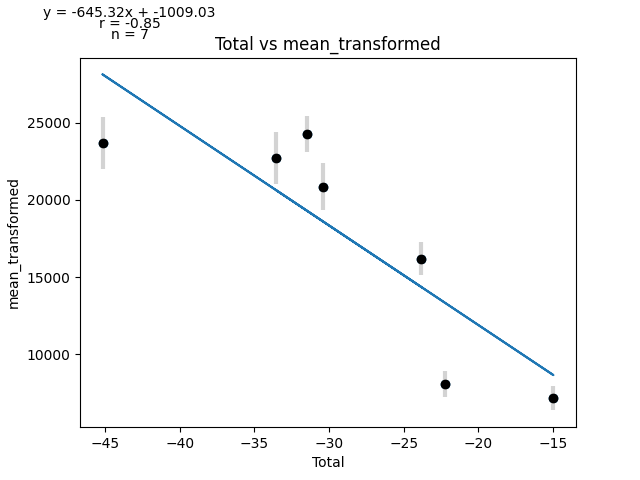 y = -645.32x + -1009.03
r = -0.85
n = 7
Total vs mean_transformed
25000
20000
15000
10000
mean_transformed
−45
−40
−35
−30
−25
−20
−15
Total